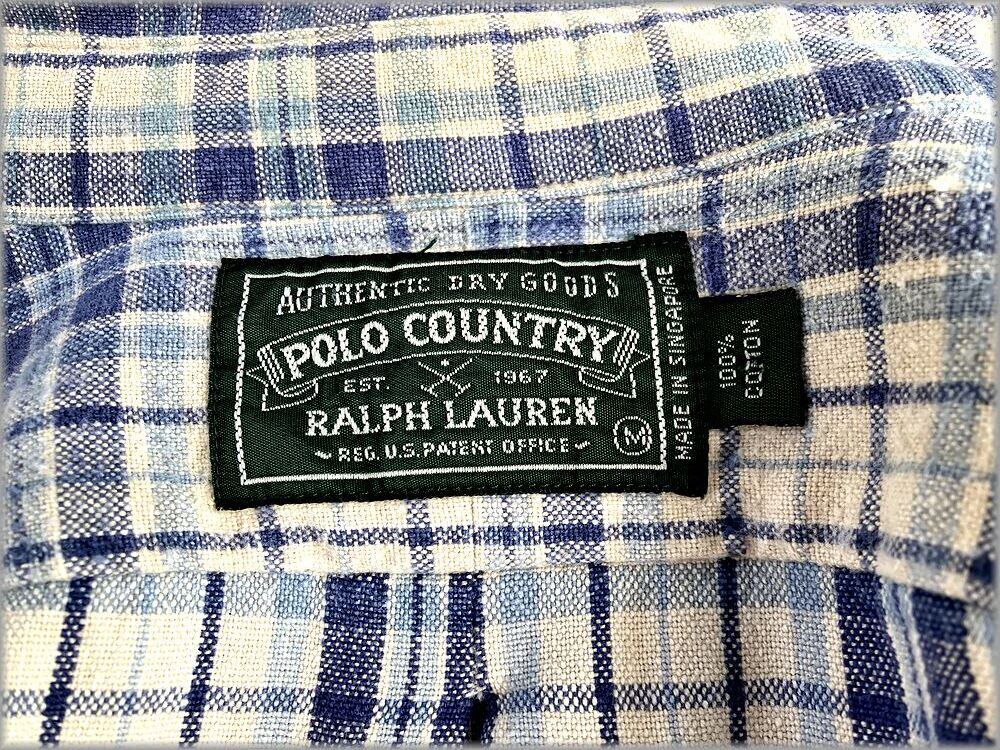 AUTHENTIC DRY GOODS
POLO COUNTRY
EST. 1967
RALPH LAUREN
REG. U.S. PATENT OFFICE
M
MADE IN SINGAPORE
100%
COTTON